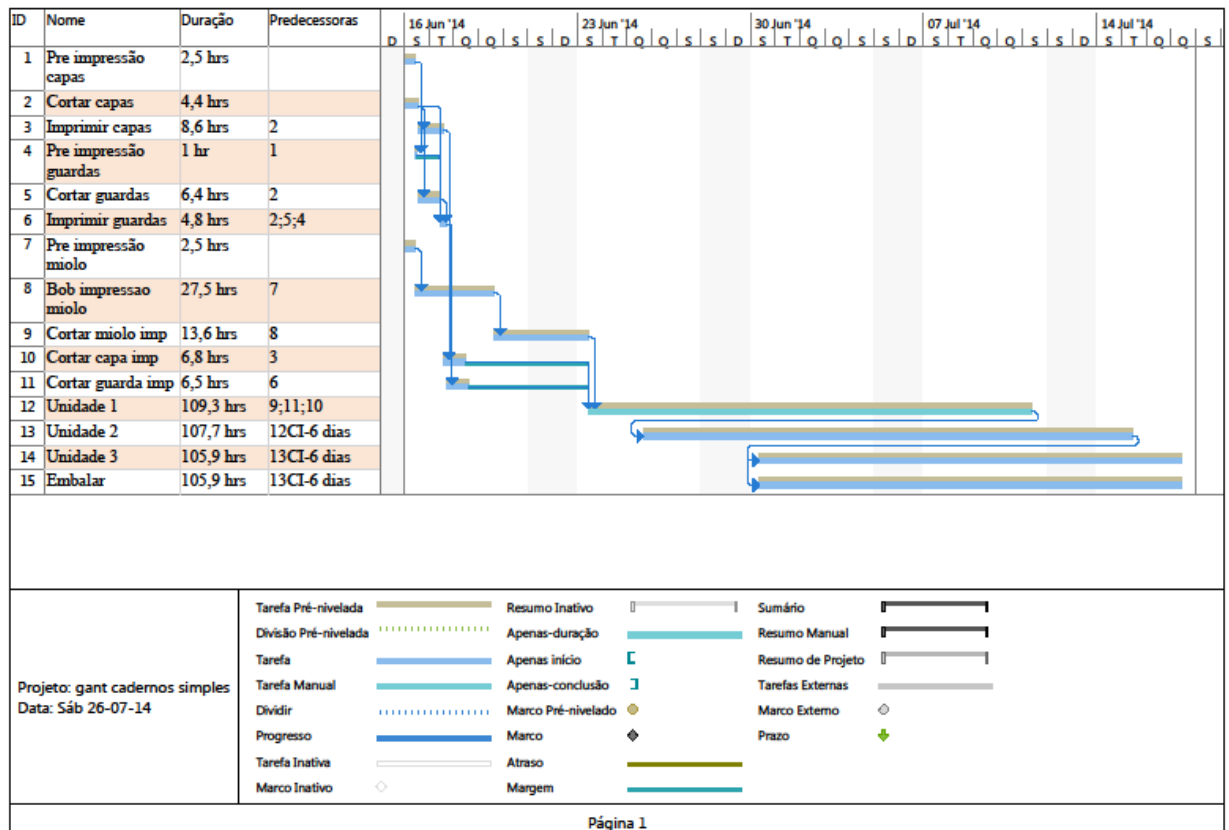 ID Nome Duração Predecessoras 16 Jun '14 23 Jun '14 30 Jun '14 07 Jul '14 14 Jul '14
D S T Q Q S S D S T Q Q S S D S T Q Q S S D S T Q Q S S D S T Q Q S
1 Pre impressão capas 2,5 hrs
2 Cortar capas 4,4 hrs
3 Imprimir capas 8,6 hrs 2
4 Pre impressão guardas 1 hr 1
5 Cortar guardas 6,4 hrs 2
6 Imprimir guardas 4,8 hrs 2;5;4
7 Pre impressão miolo 2,5 hrs
8 Bob impressao miolo 27,5 hrs 7
9 Cortar miolo imp 13,6 hrs 8
10 Cortar capa imp 6,8 hrs 3
11 Cortar guarda imp 6,5 hrs 6
12 Unidade 1 109,3 hrs 9;11;10
13 Unidade 2 107,7 hrs 12CI-6 dias
14 Unidade 3 105,9 hrs 13CI-6 dias
15 Embalar 105,9 hrs 13CI-6 dias
Projeto: gant cadernos simples
Data: Sáb 26-07-14
Tarefa Pré-nivelada Resumo Inativo Sumário
Divisão Pré-nivelada Apenas-duração Resumo Manual
Tarefa Apenas início Resumo de Projeto
Tarefa Manual Apenas-conclusão Tarefas Externas
Dividir Marco Pré-nivelado Marco Externo
Progresso Marco Prazo
Tarefa Inativa Atraso
Marco Inativo Margem
Página 1